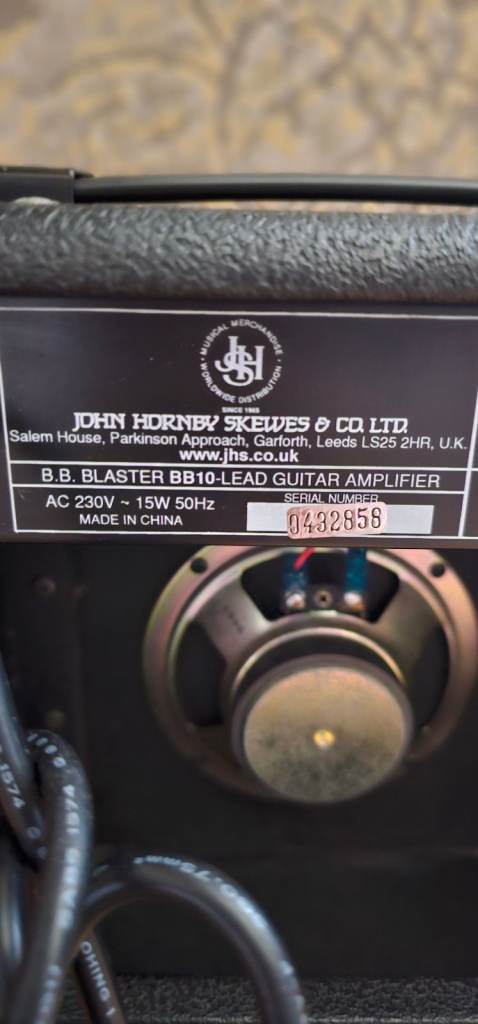 · MUSICAL MERCHANDISE ·
WORLDWIDE DISTRIBUTION
JHS
SINCE 1965
JOHN HORNBY SKEWES & CO. LTD.
Salem House, Parkinson Approach, Garforth, Leeds LS25 2HR, U.K.
www.jhs.co.uk
B.B. BLASTER BB10-LEAD GUITAR AMPLIFIER
AC 230V ~ 15W 50Hz
SERIAL NUMBER
0432858
MADE IN CHINA
1574